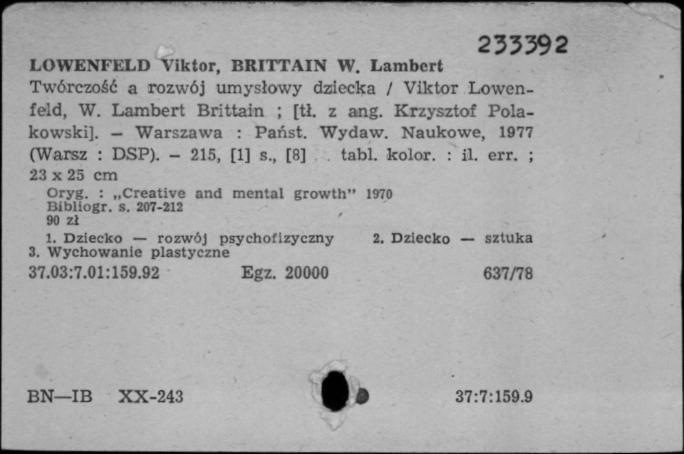 233392
LOWENFELD Viktor, BRITTAIN W. Lambert
Twórczość a rozwój umysłowy dziecka / Viktor Lowen-
feld, W. Lambert Brittain ; [tł. z ang. Krzysztof Pola-
kowski]. — Warszawa : Państ. Wydaw. Naukowe, 1977
(Warsz : DSP). — 215, [1] s., [8] tabl. kolor. : il. err. ;
23 x 25 cm
Oryg. : „Creative and mental growth” 1970
Bibliogr. s. 207-212
90 zł
1. Dziecko — rozwój psychofizyczny 2. Dziecko — sztuka
3. Wychowanie plastyczne
37.03:7.01:159.92 Egz. 20000 637/78
BN—IB XX-243 37:7:159.9